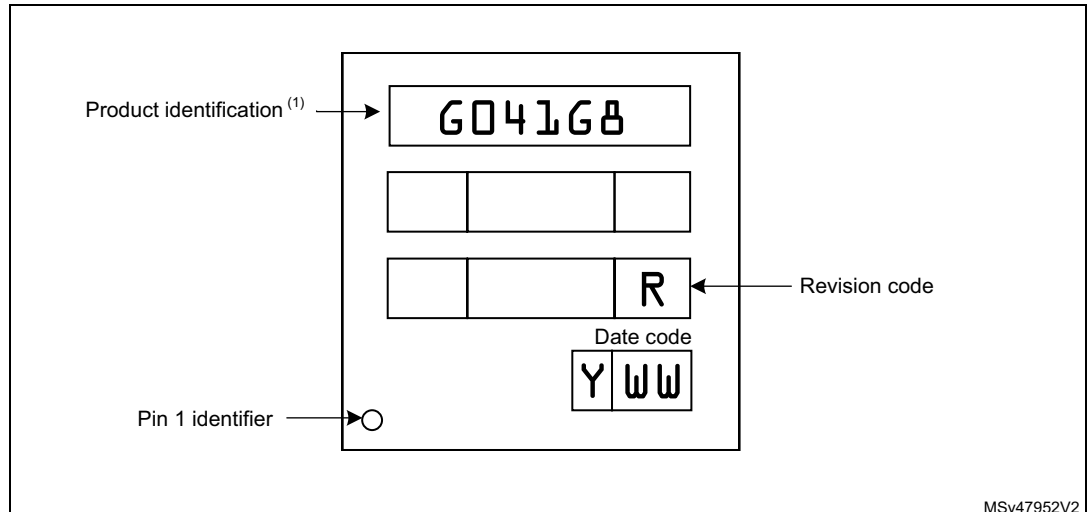 Product identification (1)
G041G8
R
Revision code
Date code
Y WW
Pin 1 identifier
MSv47952V2